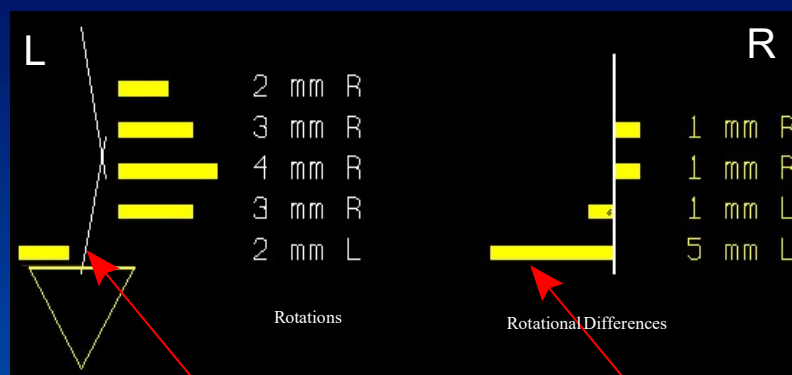 L
R
2 mm R
3 mm R
1 mm R
4 mm R
1 mm R
3 mm R
1 mm L
2 mm L
5 mm L
Rotations
Rotational Differences